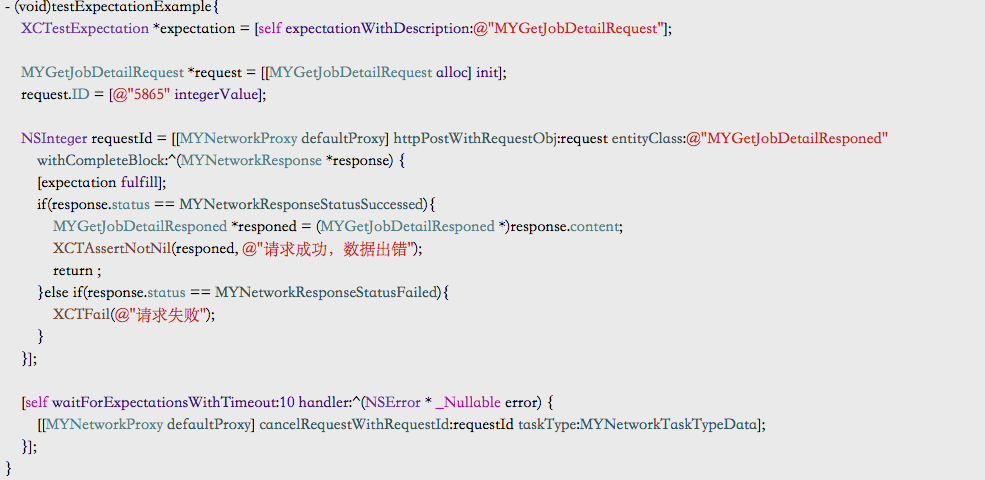 - (void)testExpectationExample{
XCTestExpectation *expectation = [self expectationWithDescription:@"MYGetJobDetailRequest"];
MYGetJobDetailRequest *request = [[MYGetJobDetailRequest alloc] init];
request.ID = [@"5865" integerValue];
NSInteger requestId = [[MYNetworkProxy defaultProxy] httpPostWithRequestObj:request entityClass:@"MYGetJobDetailResponed"
withCompleteBlock:^(MYNetworkResponse *response) {
[expectation fulfill];
if(response.status == MYNetworkResponseStatusSuccessed){
MYGetJobDetailResponed *responed = (MYGetJobDetailResponed *)response.content;
XCTAssertNotNil(responed, @"请求成功，数据出错");
return ;
}else if(response.status == MYNetworkResponseStatusFailed){
XCTFail(@"请求失败");
}
}];
[self waitForExpectationsWithTimeout:10 handler:^(NSError * _Nullable error) {
[[MYNetworkProxy defaultProxy] cancelRequestWithRequestId:requestId taskType:MYNetworkTaskTypeData];
}];
}